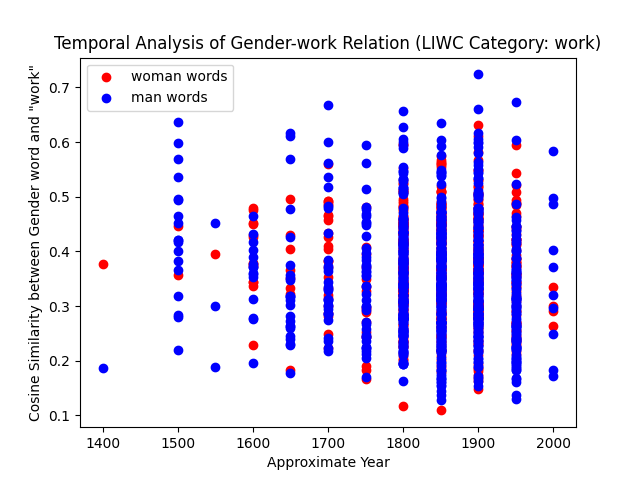 Temporal Analysis of Gender-work Relation (LIWC Category: work)
woman words
man words
Cosine Similarity between Gender word and "work"
0.7
0.6
0.5
0.4
0.3
0.2
0.1
1400 1500 1600 1700 1800 1900 2000
Approximate Year